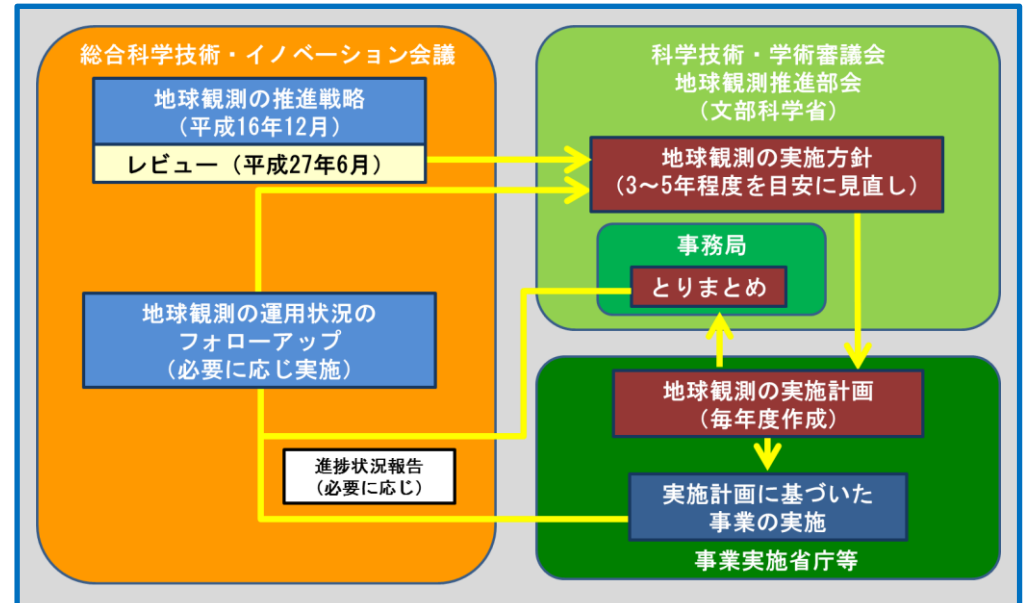 総合科学技術・イノベーション会議
地球観測の推進戦略
（平成16年12月）
レビュー（平成27年6月）
地球観測の運用状況の
フォローアップ
（必要に応じ実施）
進捗状況報告
（必要に応じ）
科学技術・学術審議会
地球観測推進部会
（文部科学省）
地球観測の実施方針
（3～5年程度を目安に見直し）
事務局
とりまとめ
地球観測の実施計画
（毎年度作成）
実施計画に基づいた
事業の実施
事業実施省庁等